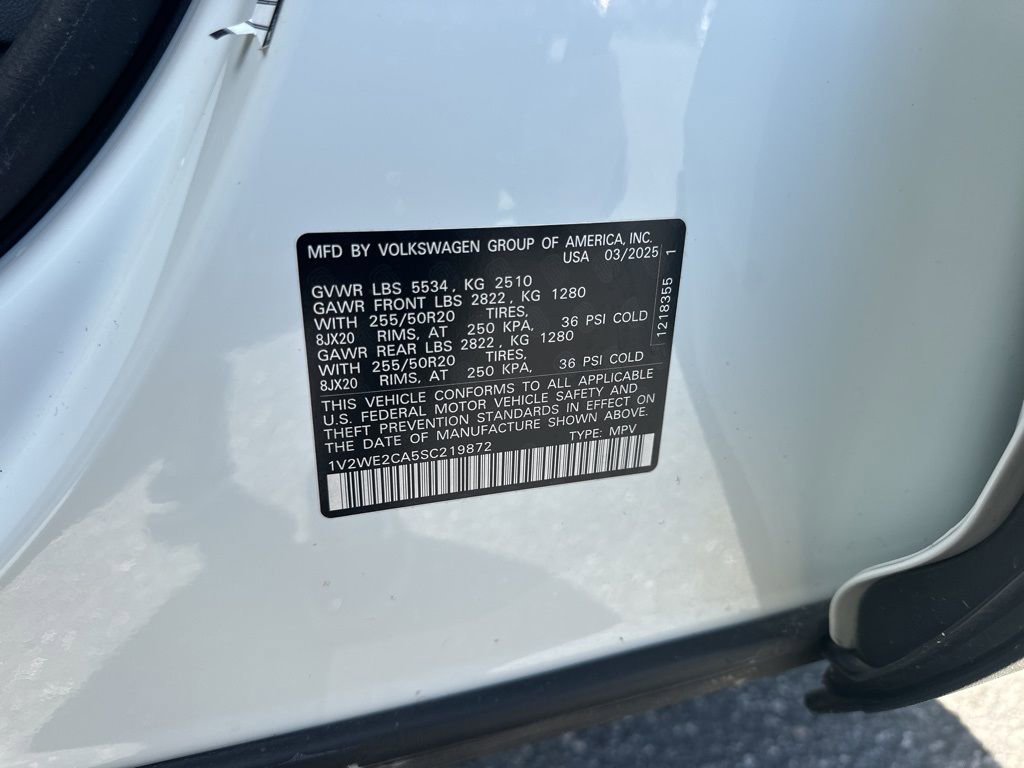 MFD BY VOLKSWAGEN GROUP OF AMERICA, INC.
USA 03/2025
GVWR LBS 5534, KG 2510
GAWR FRONT LBS 2822, KG 1280
WITH 255/50R20 TIRES,
8JX20 RIMS, AT 250 KPA, 36 PSI COLD
GAWR REAR LBS 2822, KG 1280
WITH 255/50R20 TIRES,
8JX20 RIMS, AT 250 KPA, 36 PSI COLD
THIS VEHICLE CONFORMS TO ALL APPLICABLE
U.S. FEDERAL MOTOR VEHICLE SAFETY AND
THEFT PREVENTION STANDARDS IN EFFECT ON
THE DATE OF MANUFACTURE SHOWN ABOVE.
1V2WE2CA5SC219872 TYPE: MPV
1218355 1